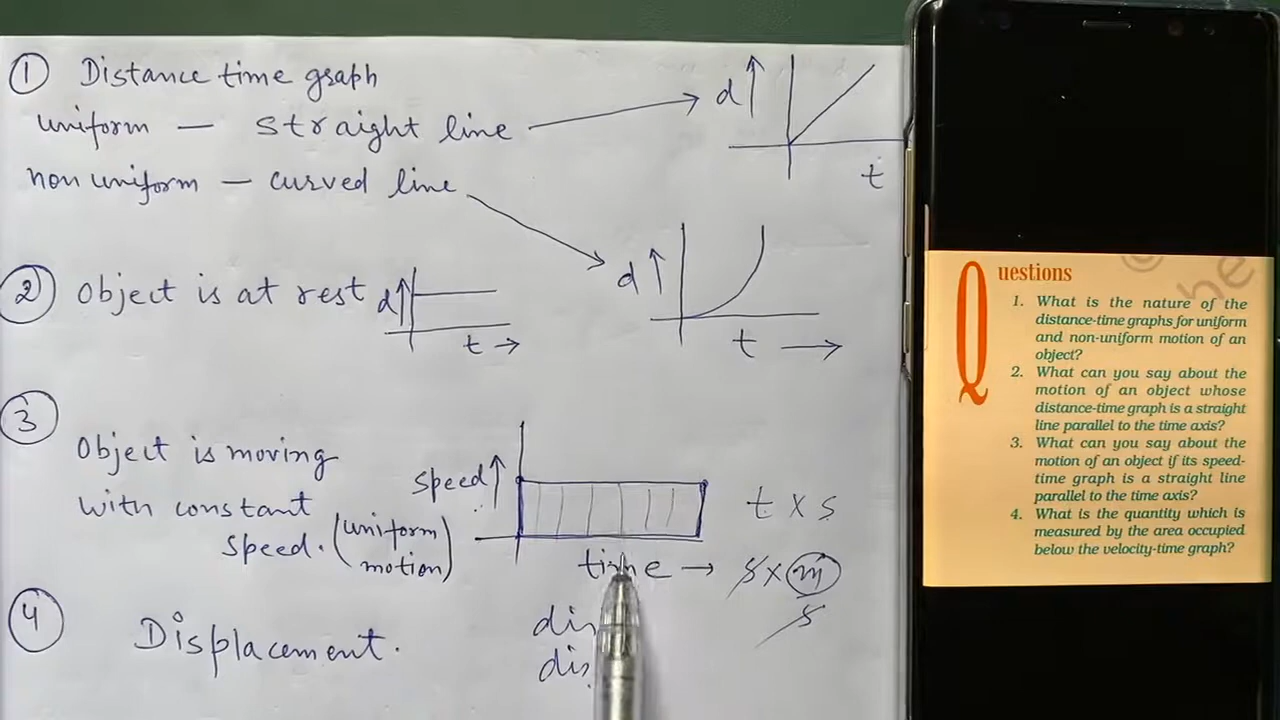 ① Distance time graph
uniform — straight line
non uniform — curved line
d
t
d
t
② Object is at rest
d
t
③
Object is moving
with constant
speed. (uniform
motion)
speed
time
t x s
s x m
s
④ Displacement.
Questions
1. What is the nature of the
distance-time graphs for uniform
and non-uniform motion of an
object?
2. What can you say about the
motion of an object whose
distance-time graph is a straight
line parallel to the time axis?
3. What can you say about the
motion of an object if its speed-
time graph is a straight line
parallel to the time axis?
4. What is the quantity which is
measured by the area occupied
below the velocity-time graph?